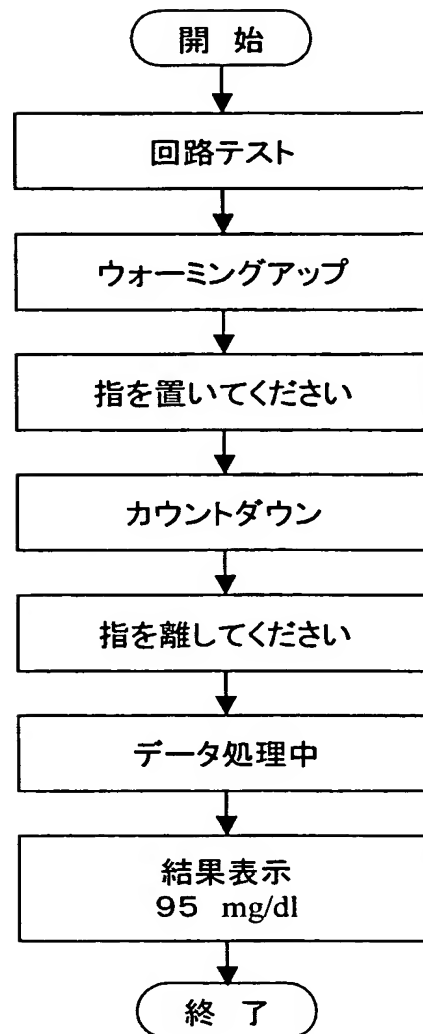 開 始
回路テスト
ウォーミングアップ
指を置いてください
カウントダウン
指を離してください
データ処理中
結果表示
95 mg/dl
終 了